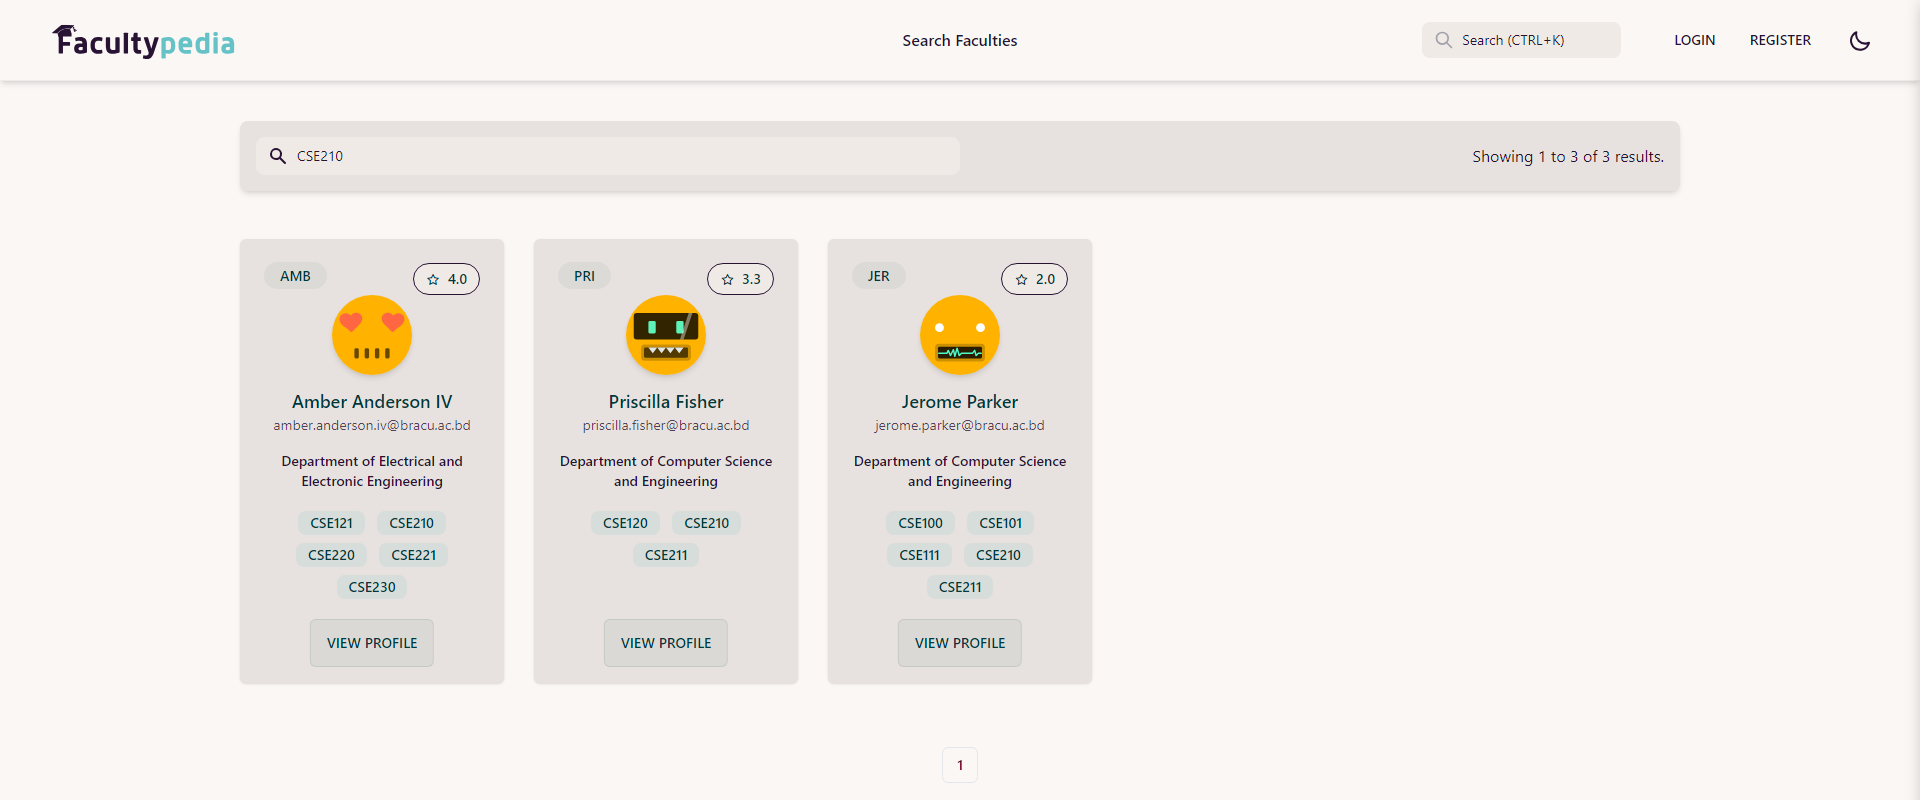 Facultypedia
Search Faculties
Search (CTRL+K)
LOGIN
REGISTER
CSE210
Showing 1 to 3 of 3 results.
AMB
4.0
Amber Anderson IV
amber.anderson.iv@bracu.ac.bd
Department of Electrical and
Electronic Engineering
CSE121 CSE210
CSE220 CSE221
CSE230
VIEW PROFILE
PRI
3.3
Priscilla Fisher
priscilla.fisher@bracu.ac.bd
Department of Computer Science
and Engineering
CSE120 CSE210
CSE211
VIEW PROFILE
JER
2.0
Jerome Parker
jerome.parker@bracu.ac.bd
Department of Computer Science
and Engineering
CSE100 CSE101
CSE111 CSE210
CSE211
VIEW PROFILE
1